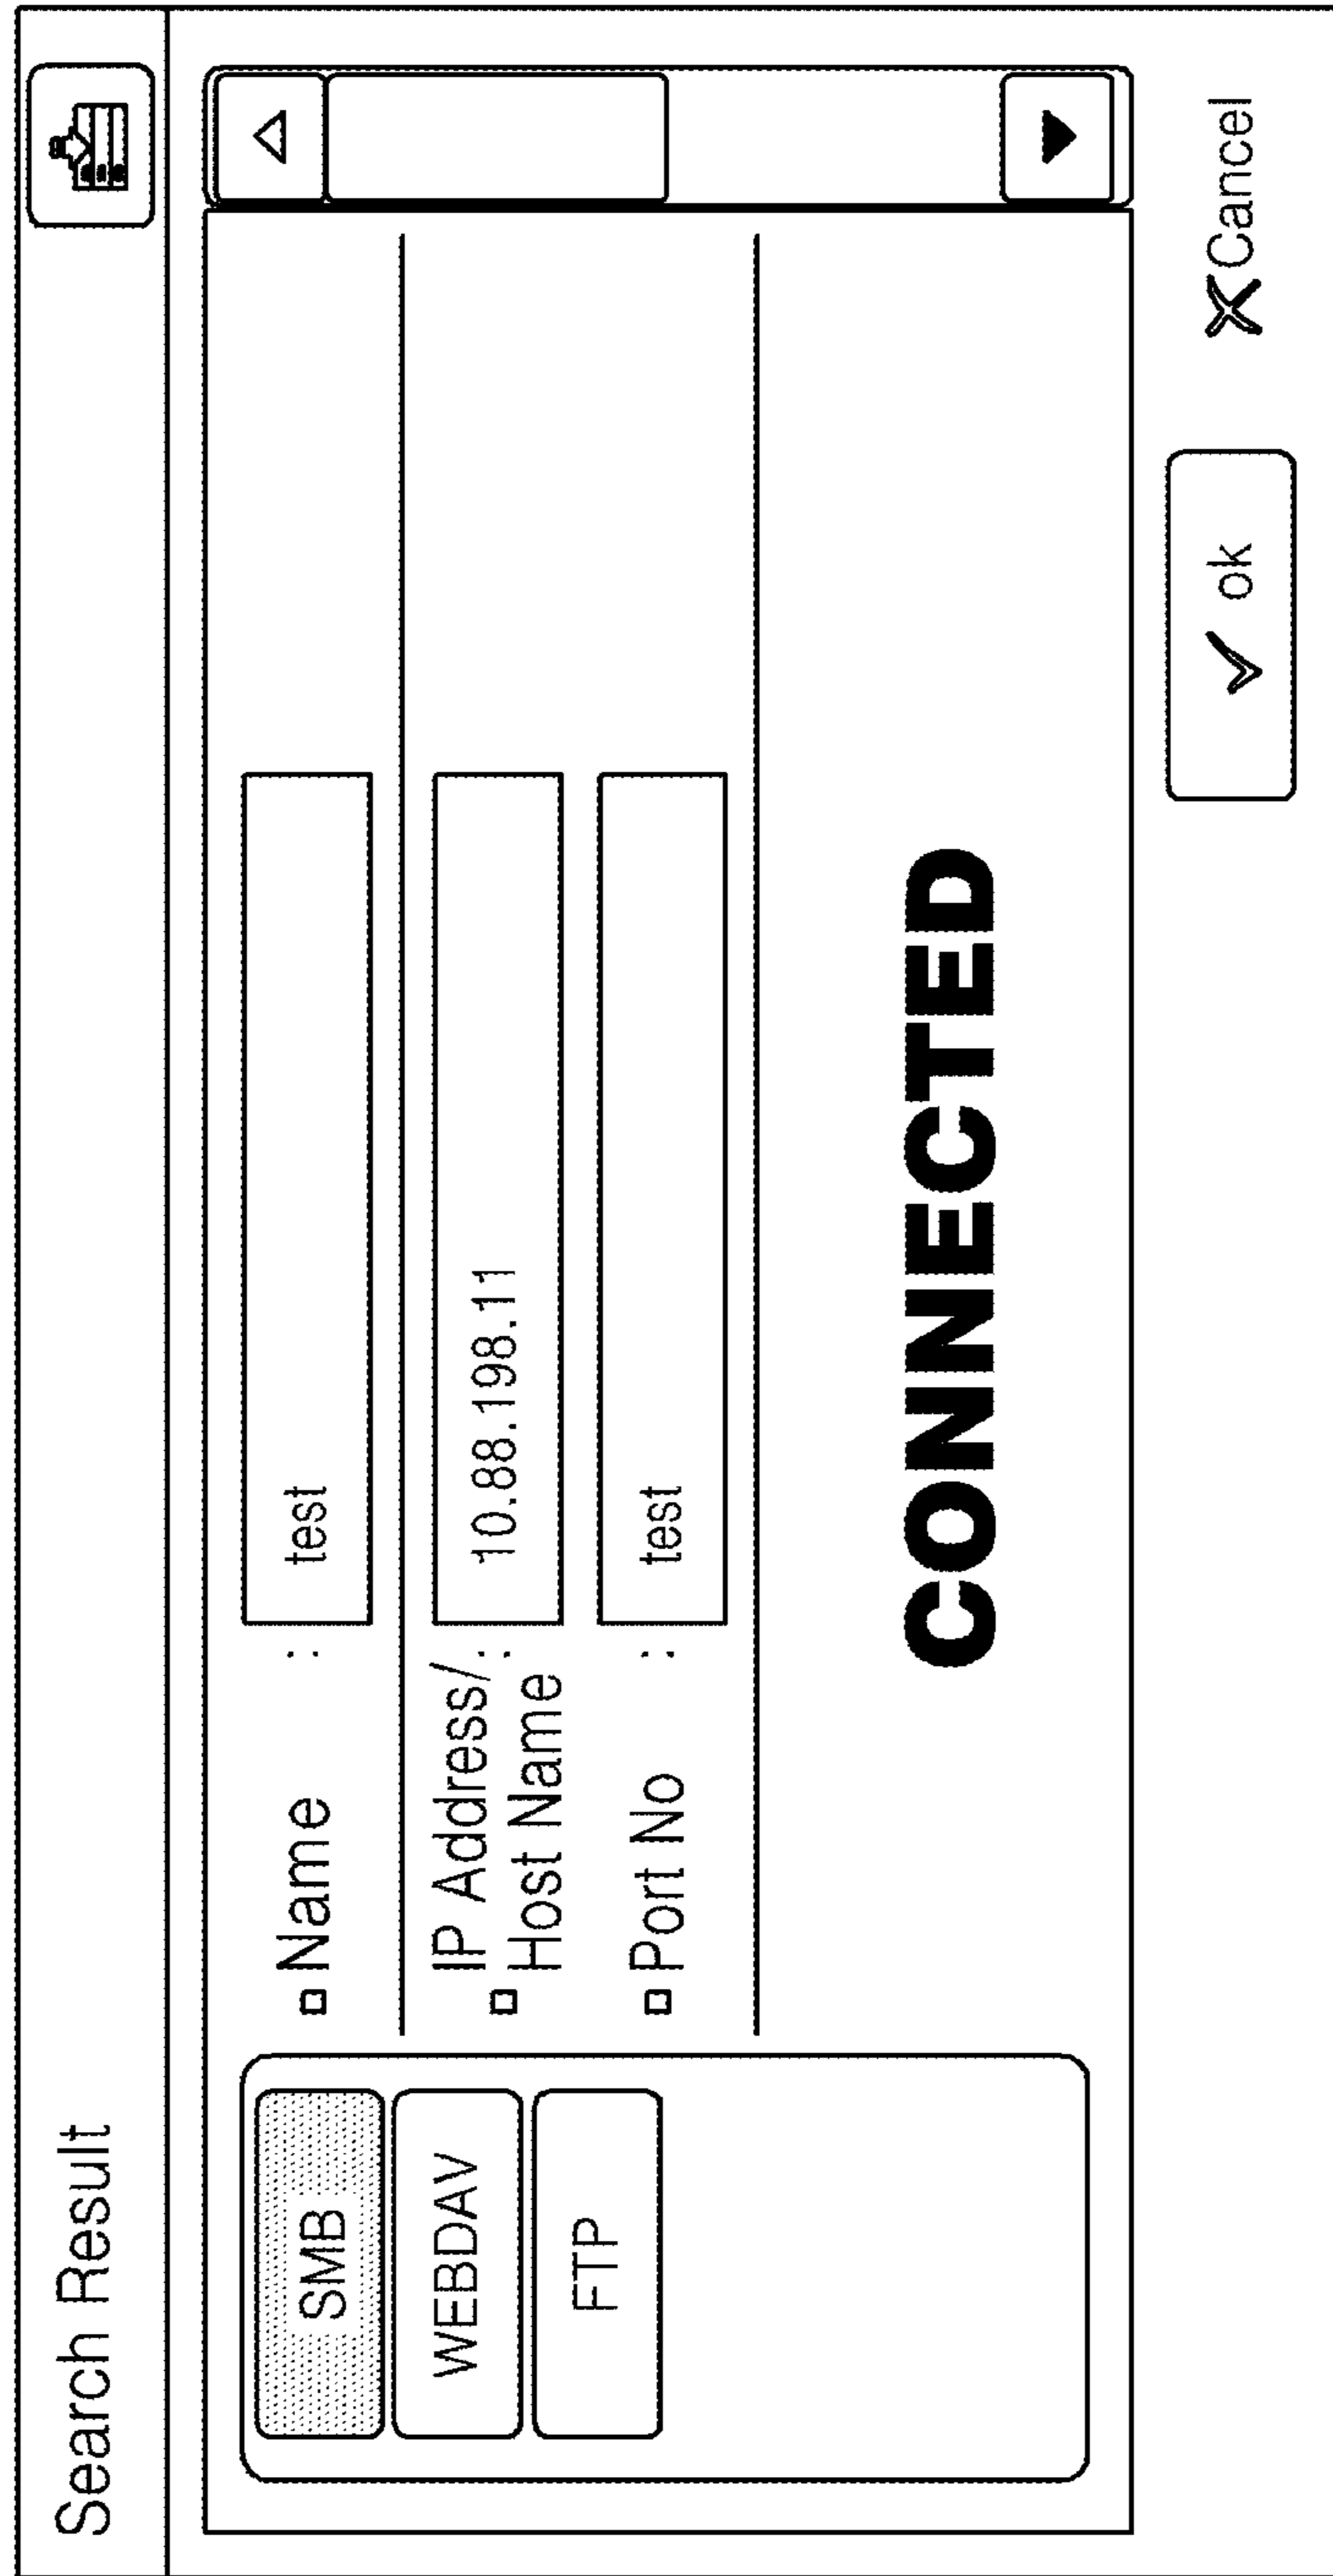 Search Result
SMB
WEBDAV
FTP
Name : test
IP Address/ : 10.88.198.11
Host Name
Port No : test
CONNECTED
ok
Cancel